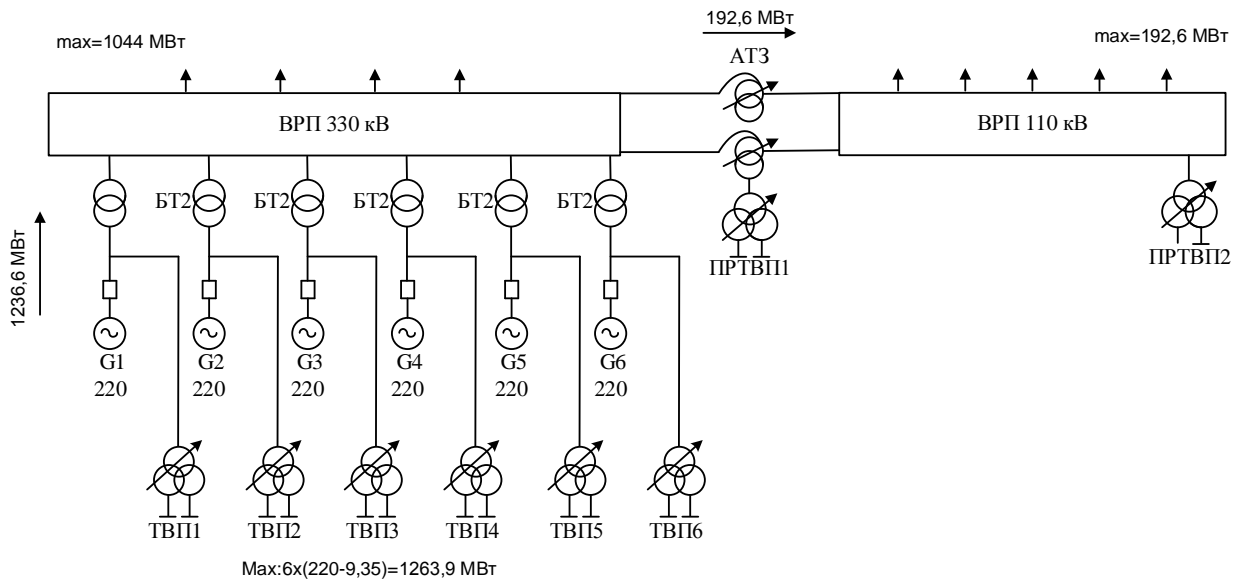 192,6 МВт
max=1044 МВт
max=192,6 МВт
АТ3
ВРП 330 кВ
ВРП 110 кВ
БТ2 БТ2 БТ2 БТ2 БТ2
1236,6 МВт
ПРТВП1
ПРТВП2
G1 G2 G3 G4 G5 G6
220 220 220 220 220 220
ТВП1 ТВП2 ТВП3 ТВП4 ТВП5 ТВП6
Max:6x(220-9,35)=1263,9 МВт